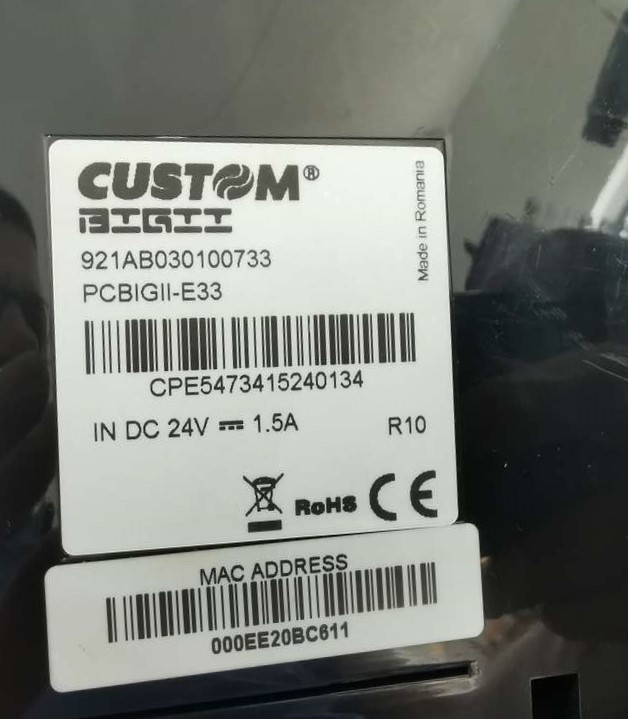 CUSTOM®
BIGII
Made in Romania
921AB030100733
PCBIGII-E33
CPE5473415240134
IN DC 24V ⎓ 1.5A
R10
RoHS CE
MAC ADDRESS
000EE20BC611